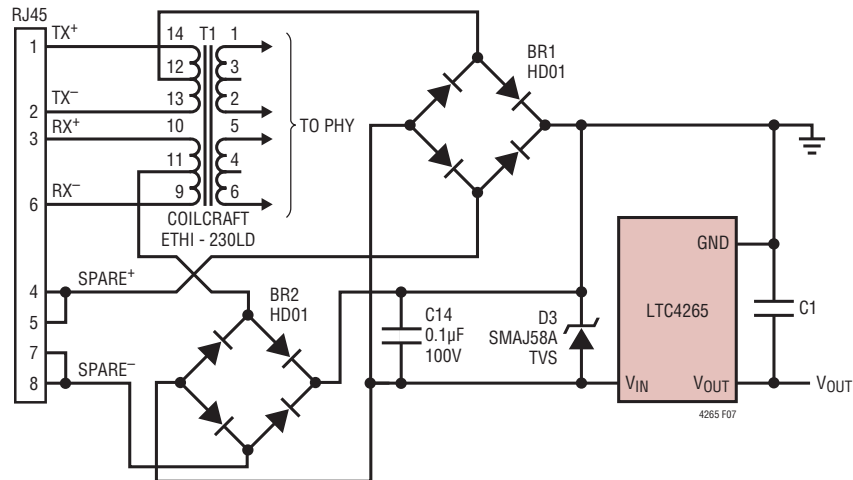 RJ45
1
TX+
2
TX−
3
RX+
6
RX−
4
SPARE+
5
7
SPARE−
8
14 T1 1
12 3
13 2
10 5
11 4
9 6
COILCRAFT
ETHI - 230LD
TO PHY
BR1
HD01
BR2
HD01
C14
0.1µF
100V
D3
SMAJ58A
TVS
GND
LTC4265
VIN
VOUT
C1
VOUT
4265 F07